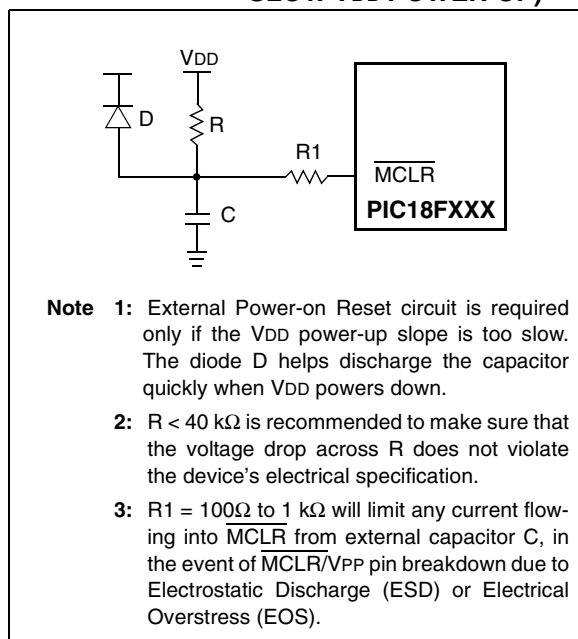 VDD
D
R
R1
MCLR
PIC18FXXX
C
Note 1: External Power-on Reset circuit is required
only if the VDD power-up slope is too slow.
The diode D helps discharge the capacitor
quickly when VDD powers down.
2: R < 40 kΩ is recommended to make sure that
the voltage drop across R does not violate
the device's electrical specification.
3: R1 = 100Ω to 1 kΩ will limit any current flow-
ing into MCLR from external capacitor C, in
the event of MCLR/VPP pin breakdown due to
Electrostatic Discharge (ESD) or Electrical
Overstress (EOS).